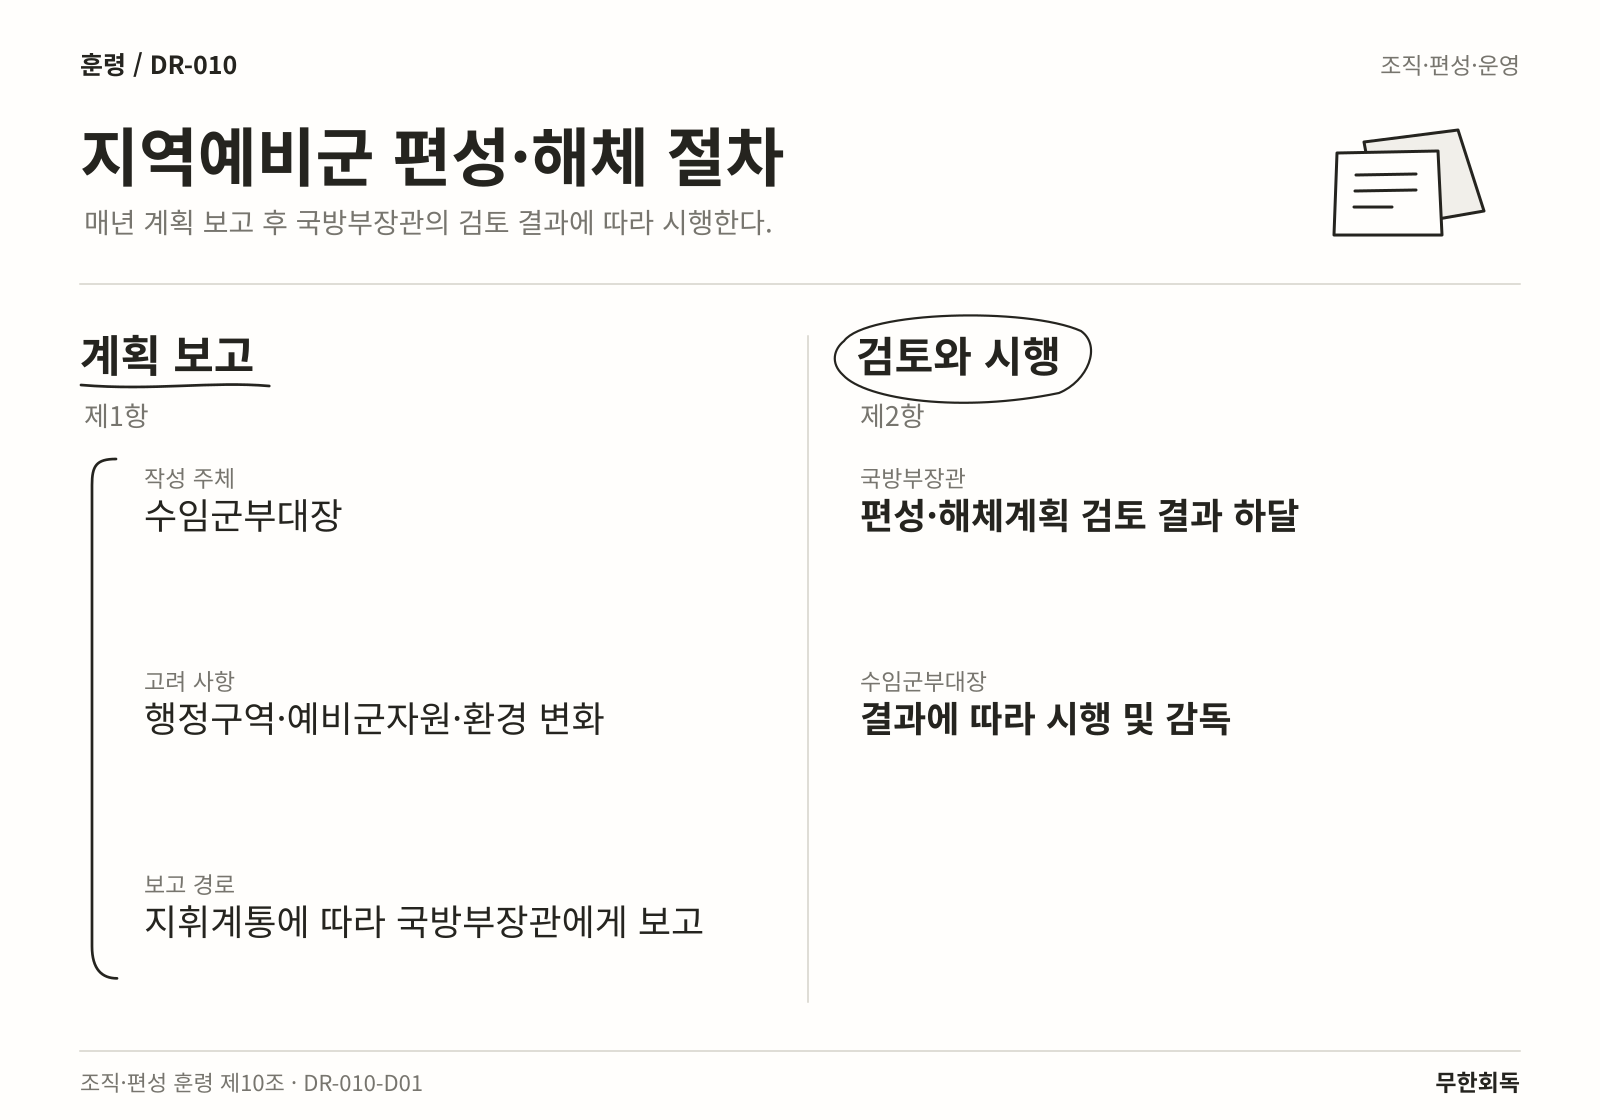 훈령 / DR-010
조직·편성·운영
지역예비군 편성·해체 절차
매년 계획 보고 후 국방부장관의 검토 결과에 따라 시행한다.
계획 보고
제1항
작성 주체
수임군부대장
고려 사항
행정구역·예비군자원·환경 변화
보고 경로
지휘계통에 따라 국방부장관에게 보고
검토와 시행
제2항
국방부장관
편성·해체계획 검토 결과 하달
수임군부대장
결과에 따라 시행 및 감독
조직·편성 훈령 제10조 · DR-010-D01
무한회독